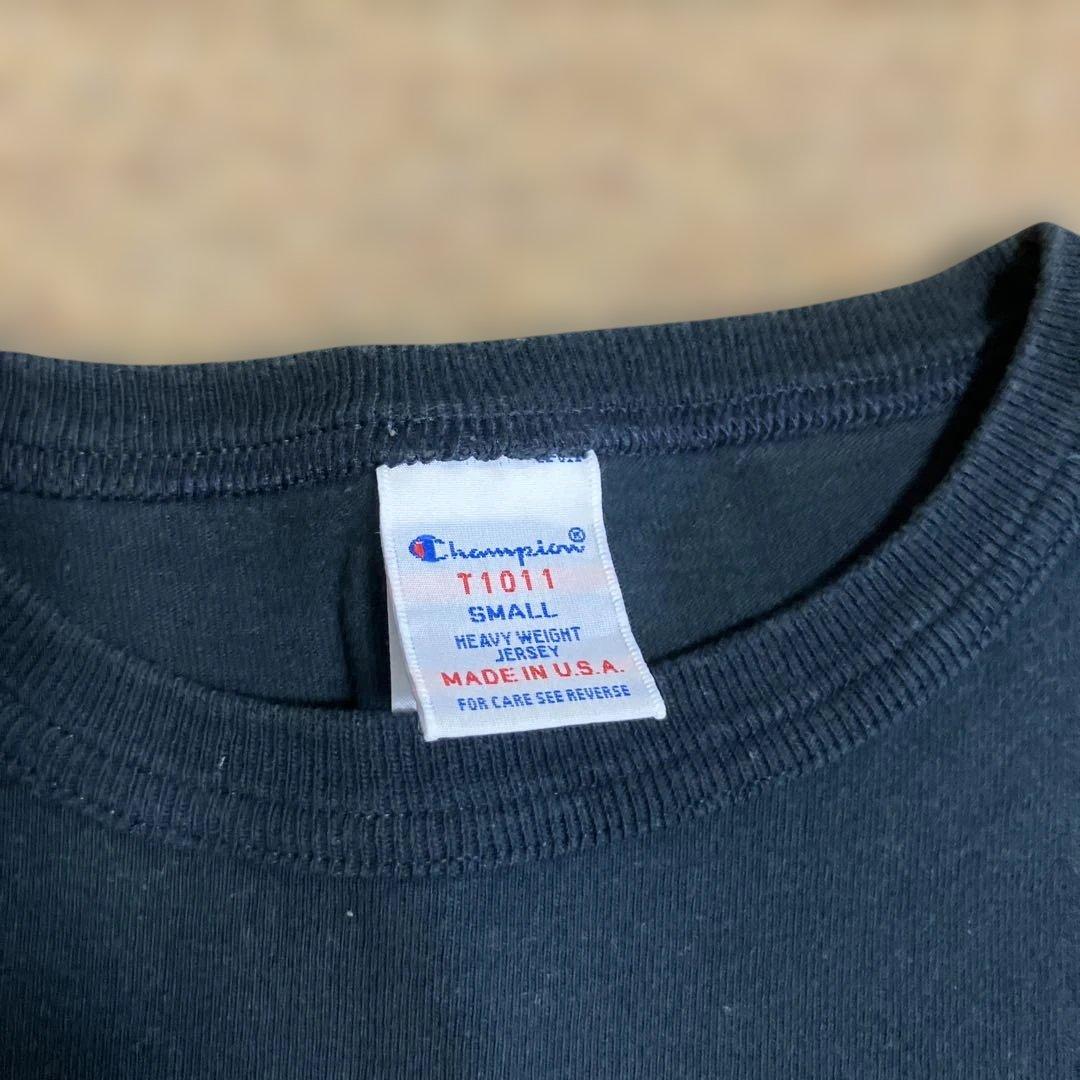 Champion®
T1011
SMALL
HEAVY WEIGHT
JERSEY
MADE IN U.S.A.
FOR CARE SEE REVERSE